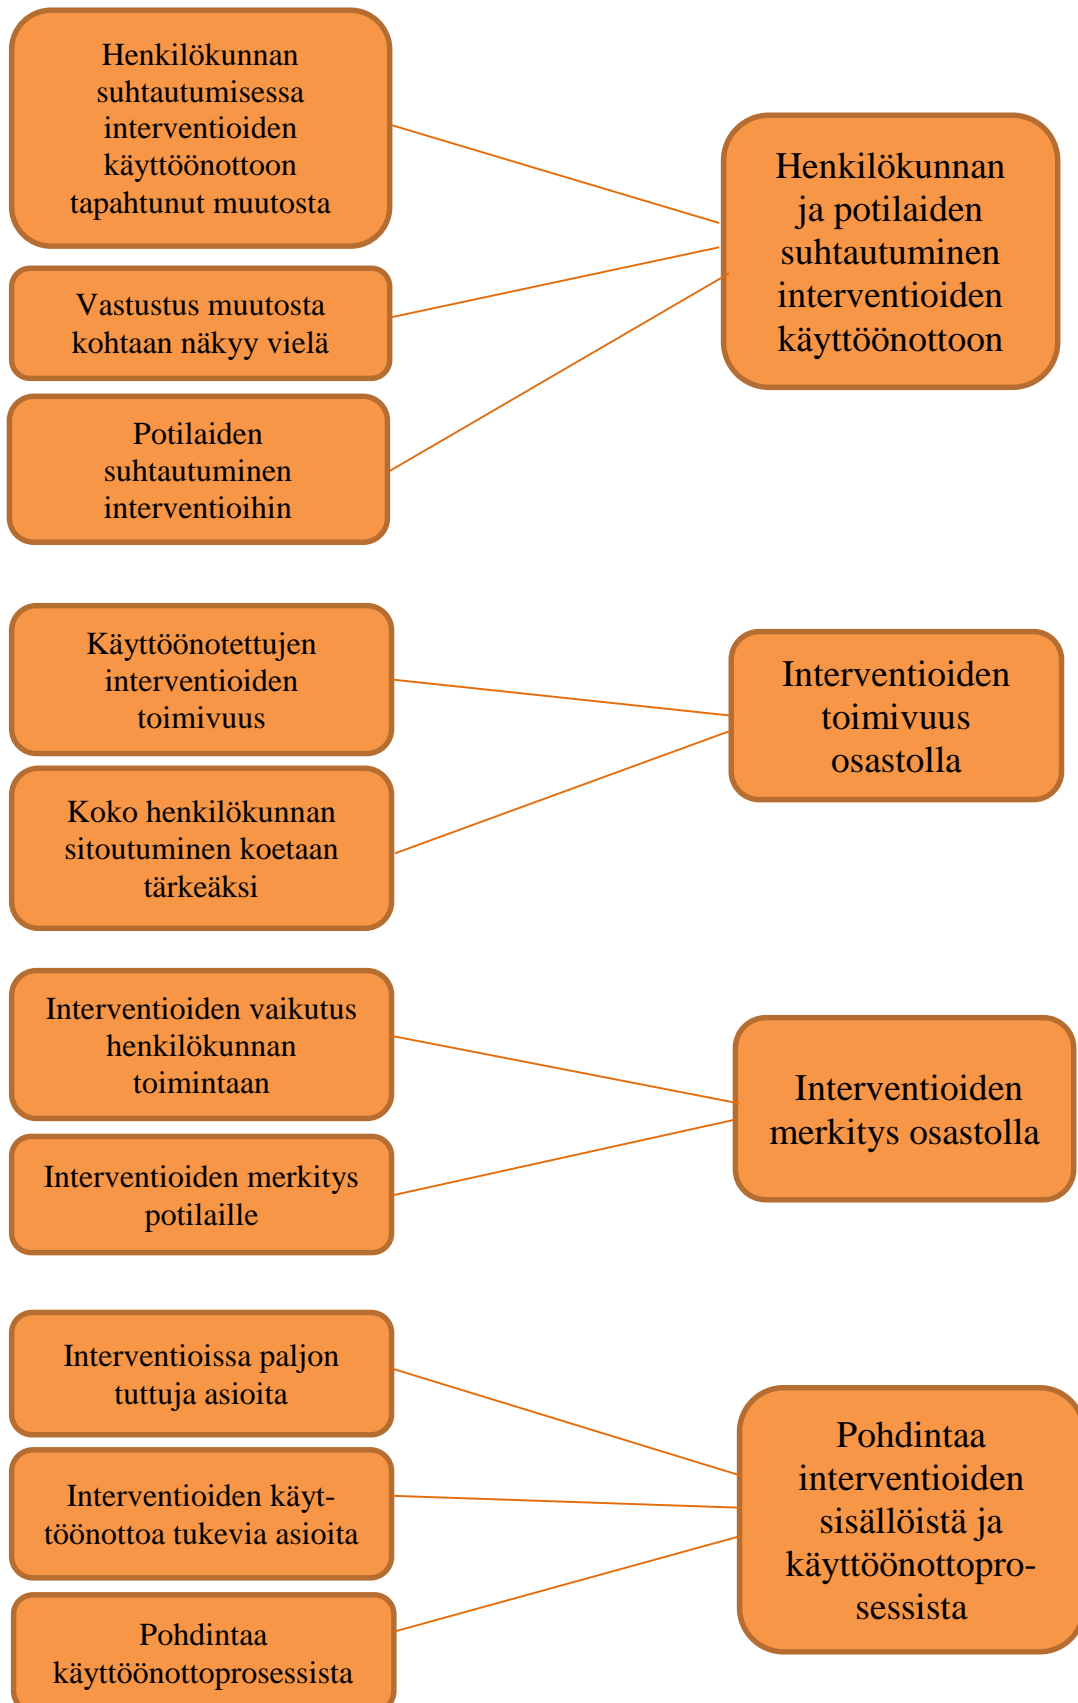 Henkilökunnan
suhtautumisessa
interventioiden
käyttöönottoon
tapahtunut muutosta
Vastustus muutosta
kohtaan näkyy vielä
Potilaiden
suhtautuminen
interventioihin
Henkilökunnan
ja potilaiden
suhtautuminen
interventioiden
käyttöönottoon
Käyttöönotettujen
interventioiden
toimivuus
Koko henkilökunnan
sitoutuminen koetaan
tärkeäksi
Interventioiden
toimivuus
osastolla
Interventioiden vaikutus
henkilökunnan
toimintaan
Interventioiden merkitys
potilaille
Interventioiden
merkitys osastolla
Interventioissa paljon
tuttuja asioita
Interventioiden käyt-
töönottoa tukevia asioita
Pohdintaa
käyttöönottoprosessista
Pohdintaa
interventioiden
sisällöistä ja
käyttöönottopro-
sessista